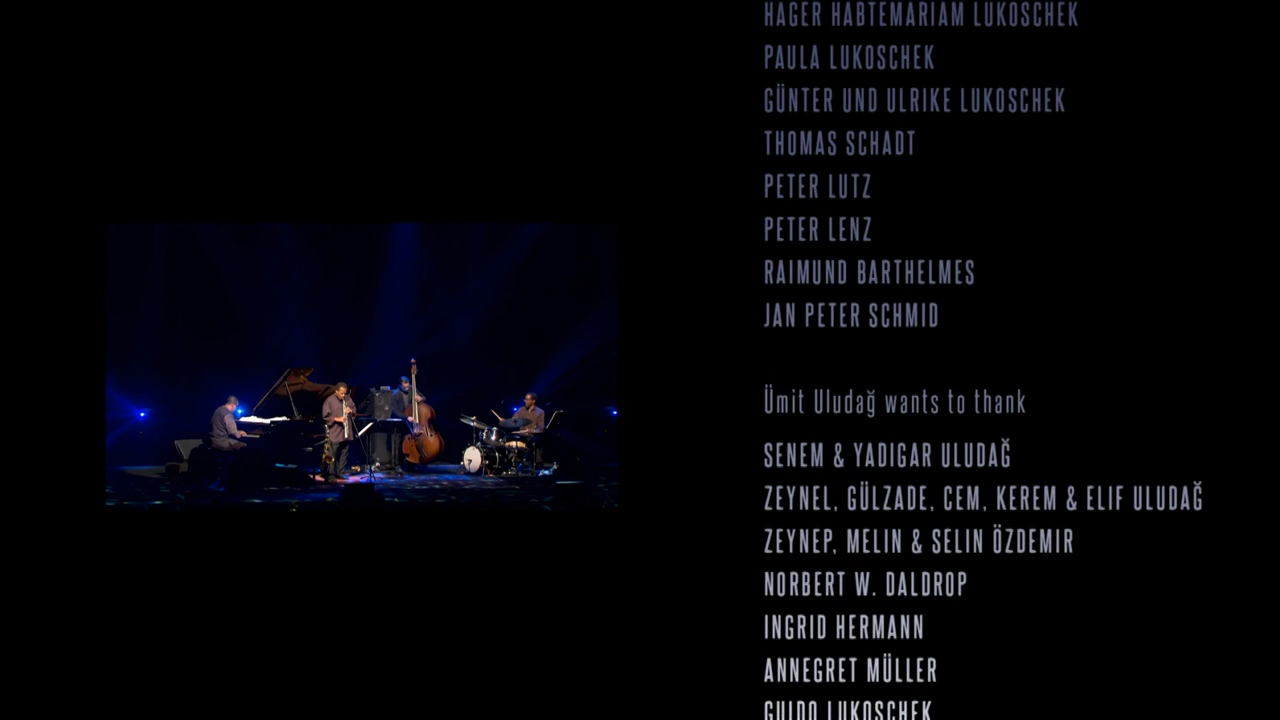 HAGER HABTEMARIAM LUKOSCHEK
PAULA LUKOSCHEK
GÜNTER UND ULRIKE LUKOSCHEK
THOMAS SCHADT
PETER LUTZ
PETER LENZ
RAIMUND BARTHELMES
JAN PETER SCHMID
Ümit Uludağ wants to thank
SENEM & YADIGAR ULUDAĞ
ZEYNEL, GÜLZADE, CEM, KEREM & ELIF ULUDAĞ
ZEYNEP, MELIN & SELIN ÖZDEMIR
NORBERT W. DALDROP
INGRID HERMANN
ANNEGRET MÜLLER
GUIDO LUKOSCHEK